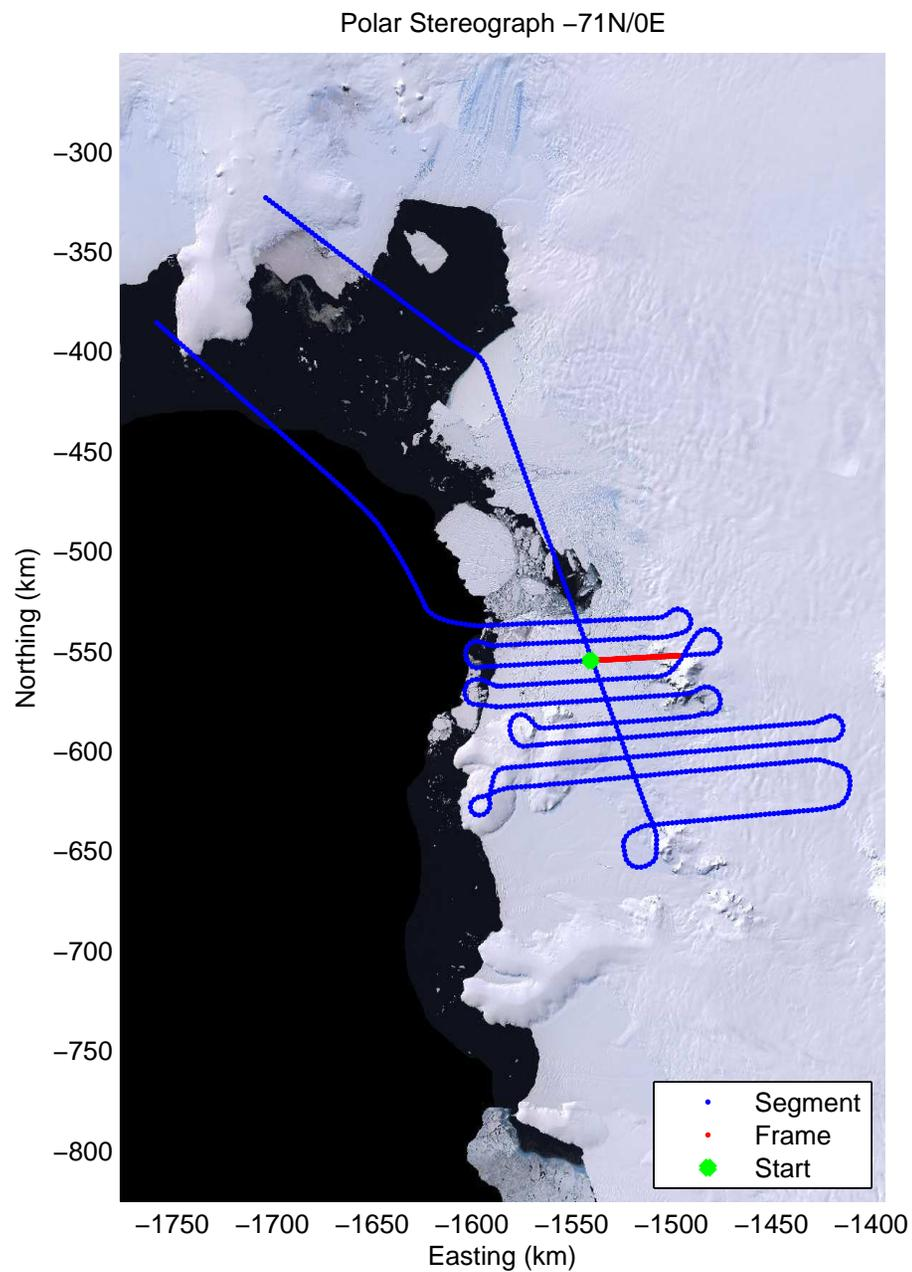 Polar Stereograph −71N/0E
−300
−350
−400
−450
−500
−550
−600
−650
−700
−750
−800
Northing (km)
Segment
Frame
Start
−1750 −1700 −1650 −1600 −1550 −1500 −1450 −1400
Easting (km)